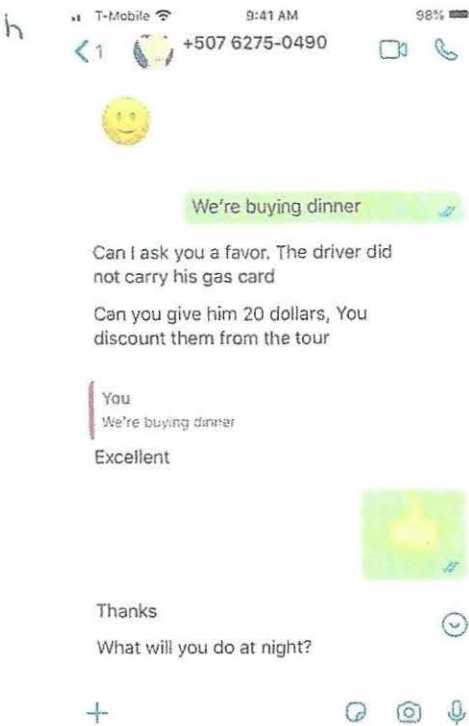 h
T-Mobile 9:41 AM 98%
1 +507 6275-0490
We're buying dinner
Can I ask you a favor. The driver did
not carry his gas card
Can you give him 20 dollars, You
discount them from the tour
You
We're buying dinner
Excellent
Thanks
What will you do at night?